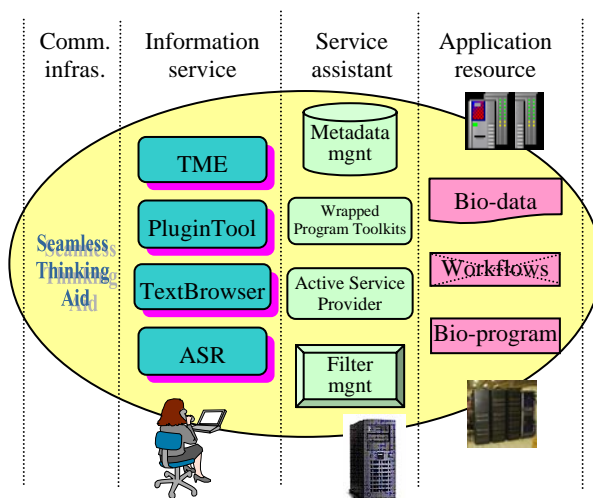 Comm.
infras.
Information
service
Service
assistant
Application
resource
Seamless
Thinking
Aid
TME
PluginTool
TextBrowser
ASR
Metadata
mgnt
Wrapped
Program Toolkits
Active Service
Provider
Filter
mgnt
Bio-data
Workflows
Bio-program